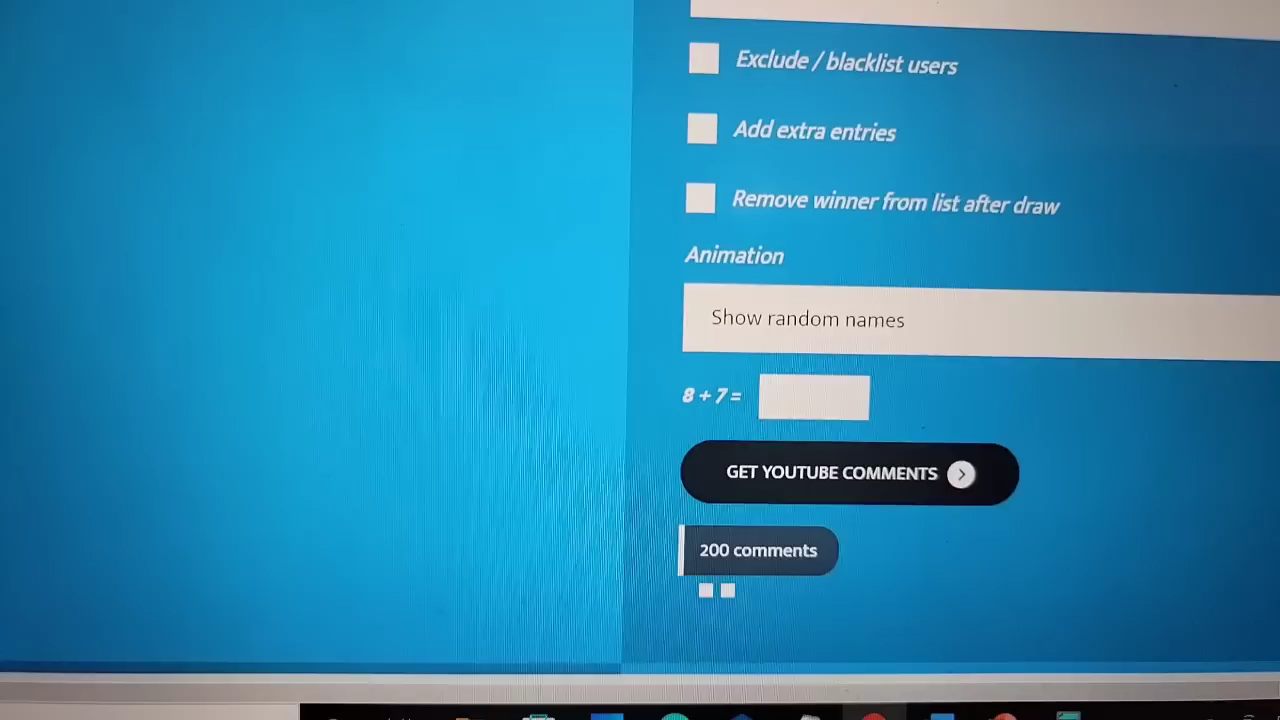 Exclude / blacklist users
Add extra entries
Remove winner from list after draw
Animation
Show random names
8 + 7 =
GET YOUTUBE COMMENTS
200 comments